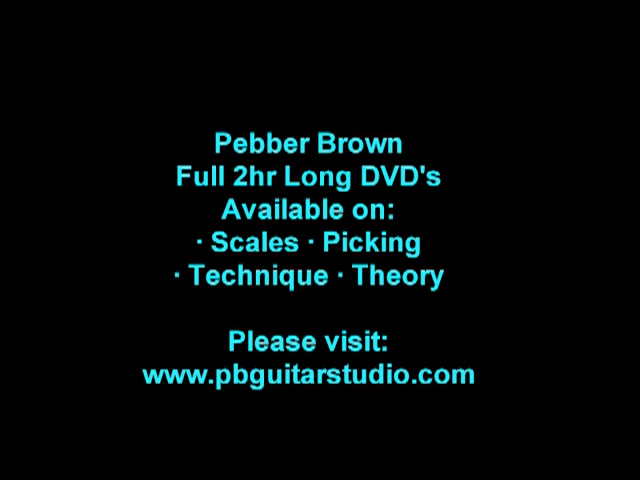 Pebber Brown
Full 2hr Long DVD's
Available on:
· Scales · Picking
· Technique · Theory
Please visit:
www.pbguitarstudio.com